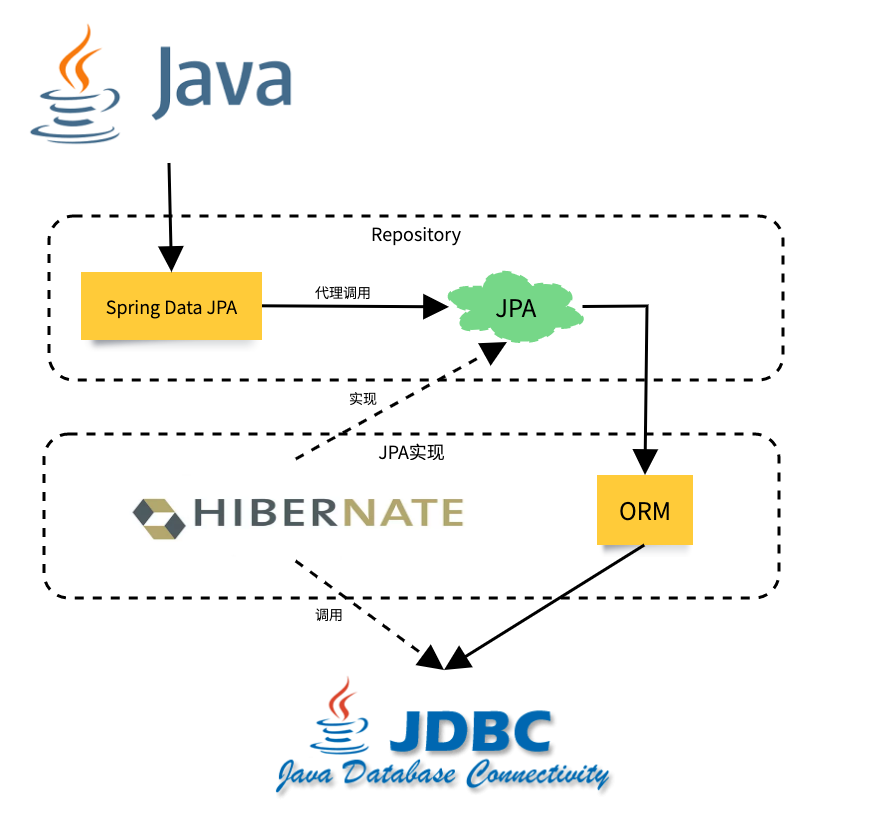 Java
Repository
Spring Data JPA
代理调用
JPA
实现
JPA实现
HIBERNATE
ORM
调用
JDBC
Java Database Connectivity